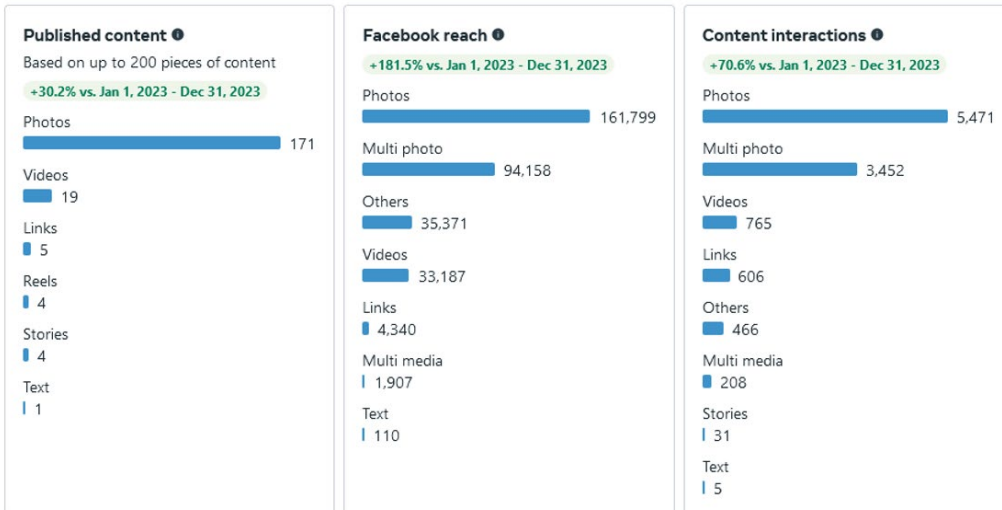 Published content
Based on up to 200 pieces of content
+30.2% vs. Jan 1, 2023 - Dec 31, 2023
Photos
171
Videos
19
Links
5
Reels
4
Stories
4
Text
1
Facebook reach
+181.5% vs. Jan 1, 2023 - Dec 31, 2023
Photos
161,799
Multi photo
94,158
Others
35,371
Videos
33,187
Links
4,340
Multi media
1,907
Text
110
Content interactions
+70.6% vs. Jan 1, 2023 - Dec 31, 2023
Photos
5,471
Multi photo
3,452
Videos
765
Links
606
Others
466
Multi media
208
Stories
31
Text
5